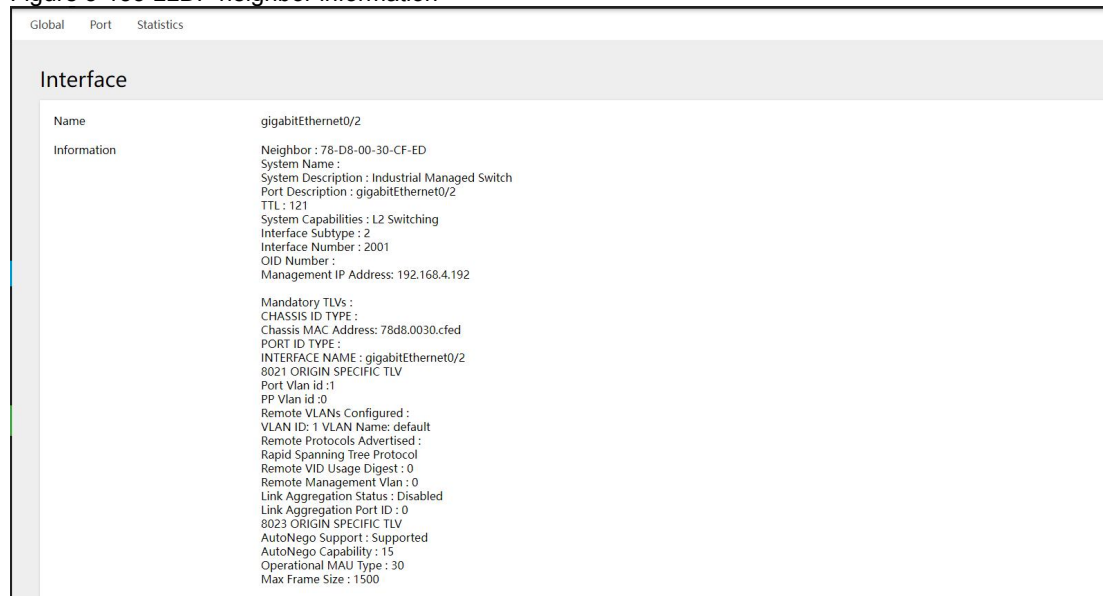 Global Port Statistics
Interface
Name gigabitEthernet0/2
Information Neighbor : 78-D8-00-30-CF-ED
System Name :
System Description : Industrial Managed Switch
Port Description : gigabitEthernet0/2
TTL : 121
System Capabilities : L2 Switching
Interface Subtype : 2
Interface Number : 2001
OID Number :
Management IP Address: 192.168.4.192
Mandatory TLVs :
CHASSIS ID TYPE :
Chassis MAC Address: 78d8.0030.cfed
PORT ID TYPE :
INTERFACE NAME : gigabitEthernet0/2
8021 ORIGIN SPECIFIC TLV
Port Vlan id :1
PP Vlan id :0
Remote VLANs Configured :
VLAN ID: 1 VLAN Name: default
Remote Protocols Advertised :
Rapid Spanning Tree Protocol
Remote VID Usage Digest : 0
Remote Management Vlan : 0
Link Aggregation Status : Disabled
Link Aggregation Port ID : 0
8023 ORIGIN SPECIFIC TLV
AutoNego Support : Supported
AutoNego Capability : 15
Operational MAU Type : 30
Max Frame Size : 1500